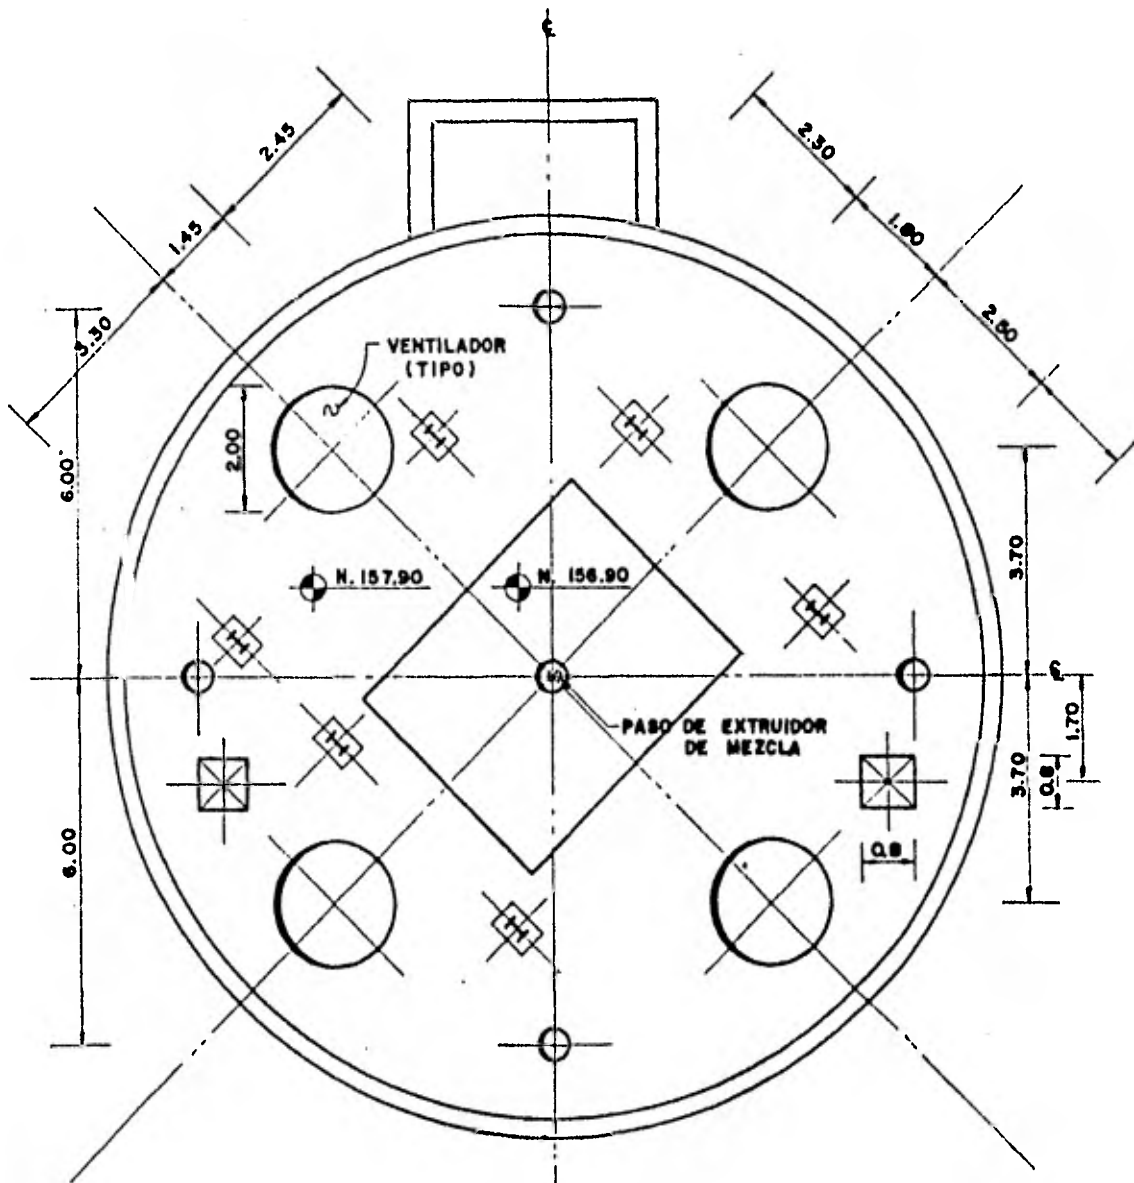 ℄
2.45
2.30
1.45
1.80
3.30
2.50
VENTILADOR
(TIPO)
6.00
2.00
3.70
N. 157.90
N. 156.90
℄
PASO DE EXTRUIDOR
DE MEZCLA
1.70
3.70
0.8
0.8
6.00